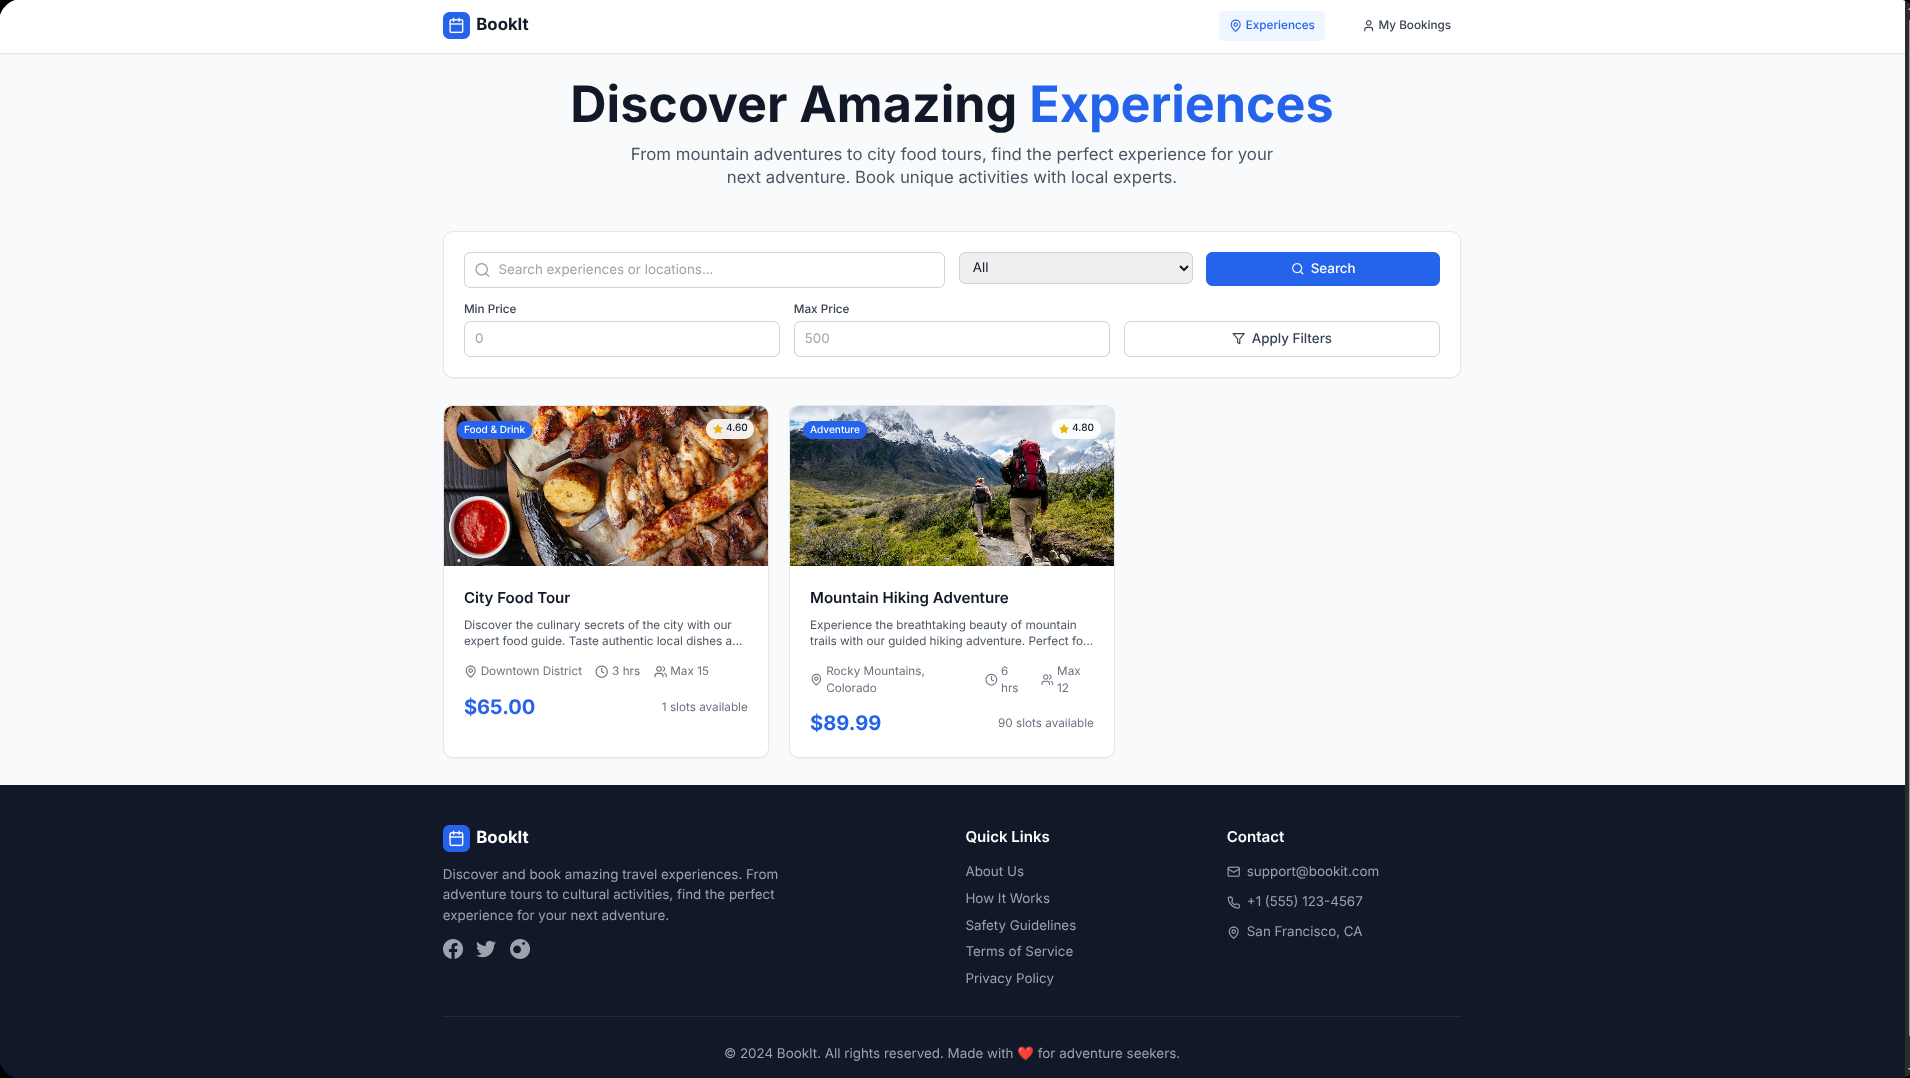 BookIt
Experiences
My Bookings
Discover Amazing Experiences
From mountain adventures to city food tours, find the perfect experience for your
next adventure. Book unique activities with local experts.
Search experiences or locations...
All
Search
Min Price
Max Price
0
500
Apply Filters
Food & Drink
4.60
City Food Tour
Discover the culinary secrets of the city with our
expert food guide. Taste authentic local dishes a...
Downtown District
3 hrs
Max 15
$65.00
1 slots available
Adventure
4.80
Mountain Hiking Adventure
Experience the breathtaking beauty of mountain
trails with our guided hiking adventure. Perfect fo...
Rocky Mountains,
Colorado
6
hrs
Max
12
$89.99
90 slots available
BookIt
Discover and book amazing travel experiences. From
adventure tours to cultural activities, find the perfect
experience for your next adventure.
Quick Links
About Us
How It Works
Safety Guidelines
Terms of Service
Privacy Policy
Contact
support@bookit.com
+1 (555) 123-4567
San Francisco, CA
© 2024 BookIt. All rights reserved. Made with ❤️ for adventure seekers.